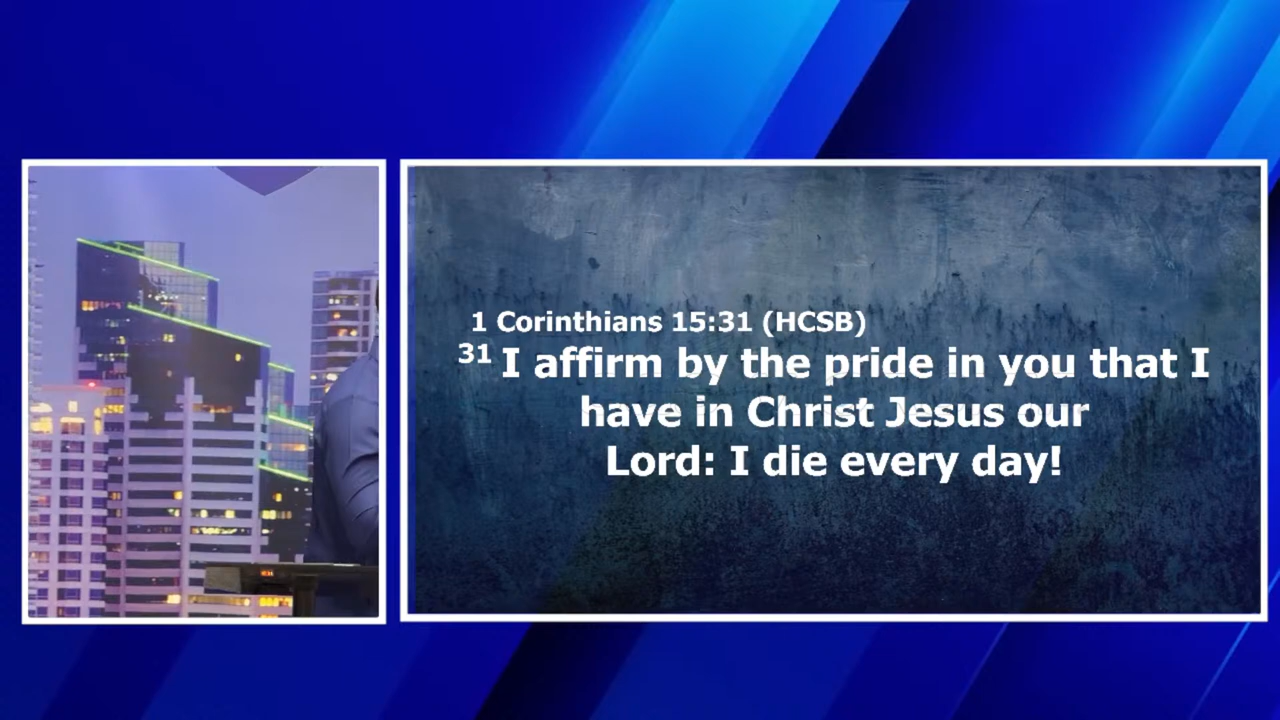 1 Corinthians 15:31 (HCSB)
31 I affirm by the pride in you that I
have in Christ Jesus our
Lord: I die every day!